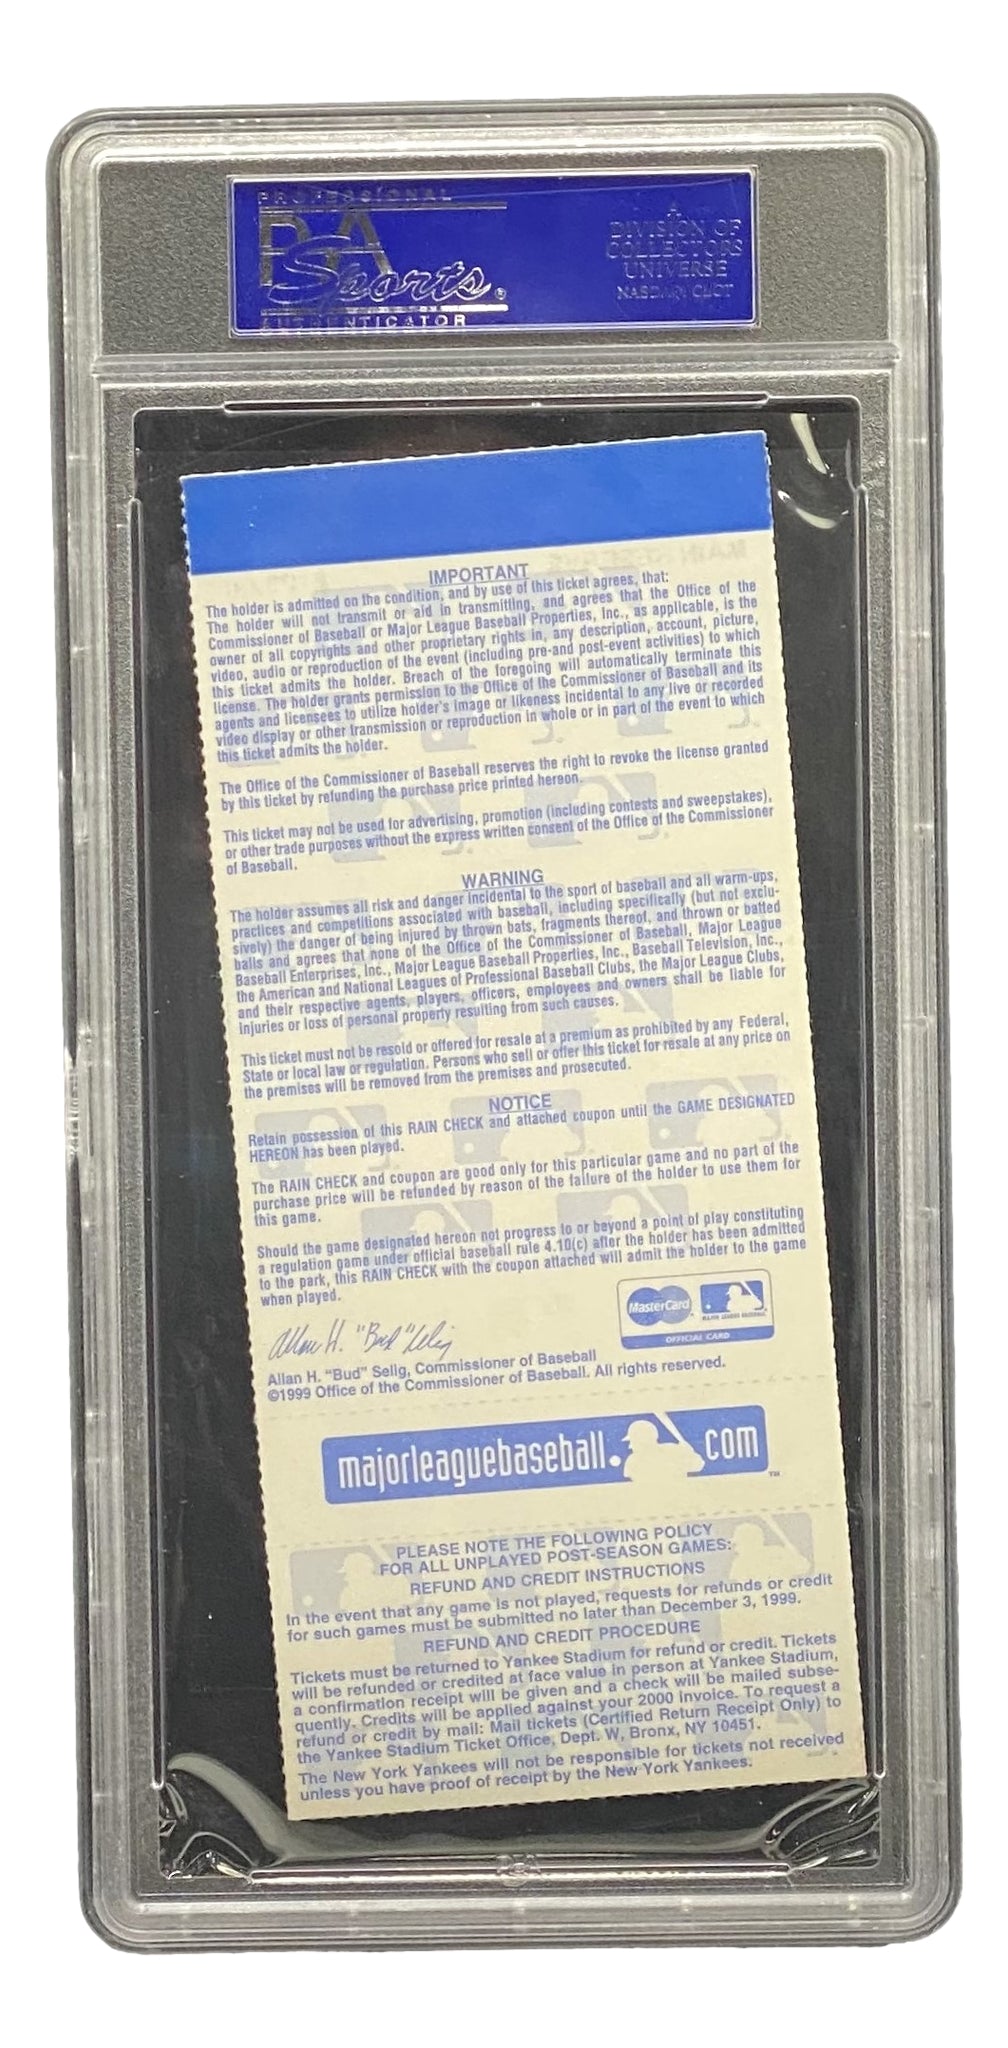 PROFESSIONAL
PSA
Sports®
AUTHENTICATOR
A
DIVISION OF
COLLECTORS
UNIVERSE
NASDAQ: CLCT
IMPORTANT
The holder is admitted on the condition, and by use of this ticket agrees, that:
The holder will not transmit or aid in transmitting, and agrees that the Office of the
Commissioner of Baseball or Major League Baseball Properties, Inc., as applicable, is the
owner of all copyrights and other proprietary rights in, any description, account, picture,
video, audio or reproduction of the event (including pre-and post-event activities) to which
this ticket admits the holder. Breach of the foregoing will automatically terminate this
license. The holder grants permission to the Office of the Commissioner of Baseball and its
agents and licensees to utilize holder's image or likeness incidental to any live or recorded
video display or other transmission or reproduction in whole or in part of the event to which
this ticket admits the holder.
The Office of the Commissioner of Baseball reserves the right to revoke the license granted
by this ticket by refunding the purchase price printed hereon.
This ticket may not be used for advertising, promotion (including contests and sweepstakes),
or other trade purposes without the express written consent of the Office of the Commissioner
of Baseball.
WARNING
The holder assumes all risk and danger incidental to the sport of baseball and all warm-ups,
practices and competitions associated with baseball, including specifically (but not exclu-
sively) the danger of being injured by thrown bats, fragments thereof, and thrown or batted
balls and agrees that none of the Office of the Commissioner of Baseball, Major League
Baseball Enterprises, Inc., Major League Baseball Properties, Inc., Baseball Television, Inc.,
the American and National Leagues of Professional Baseball Clubs, the Major League Clubs,
and their respective agents, players, officers, employees and owners shall be liable for
injuries or loss of personal property resulting from such causes.
This ticket must not be resold or offered for resale at a premium as prohibited by any Federal,
State or local law or regulation. Persons who sell or offer this ticket for resale at any price on
the premises will be removed from the premises and prosecuted.
NOTICE
Retain possession of this RAIN CHECK and attached coupon until the GAME DESIGNATED
HEREON has been played.
The RAIN CHECK and coupon are good only for this particular game and no part of the
purchase price will be refunded by reason of the failure of the holder to use them for
this game.
Should the game designated hereon not progress to or beyond a point of play constituting
a regulation game under official baseball rule 4.10(c) after the holder has been admitted
to the park, this RAIN CHECK with the coupon attached will admit the holder to the game
when played.
MasterCard
MAJOR LEAGUE BASEBALL
OFFICIAL CARD
Allan H. "Bud" Selig
Allan H. "Bud" Selig, Commissioner of Baseball
©1999 Office of the Commissioner of Baseball. All rights reserved.
majorleaguebaseball.com™
PLEASE NOTE THE FOLLOWING POLICY
FOR ALL UNPLAYED POST-SEASON GAMES:
REFUND AND CREDIT INSTRUCTIONS
In the event that any game is not played, requests for refunds or credit
for such games must be submitted no later than December 3, 1999.
REFUND AND CREDIT PROCEDURE
Tickets must be returned to Yankee Stadium for refund or credit. Tickets
will be refunded or credited at face value in person at Yankee Stadium,
a confirmation receipt will be given and a check will be mailed subse-
quently. Credits will be applied against your 2000 invoice. To request a
refund or credit by mail: Mail tickets (Certified Return Receipt Only) to
the Yankee Stadium Ticket Office, Dept. W, Bronx, NY 10451.
The New York Yankees will not be responsible for tickets not received
unless you have proof of receipt by the New York Yankees.
PSA